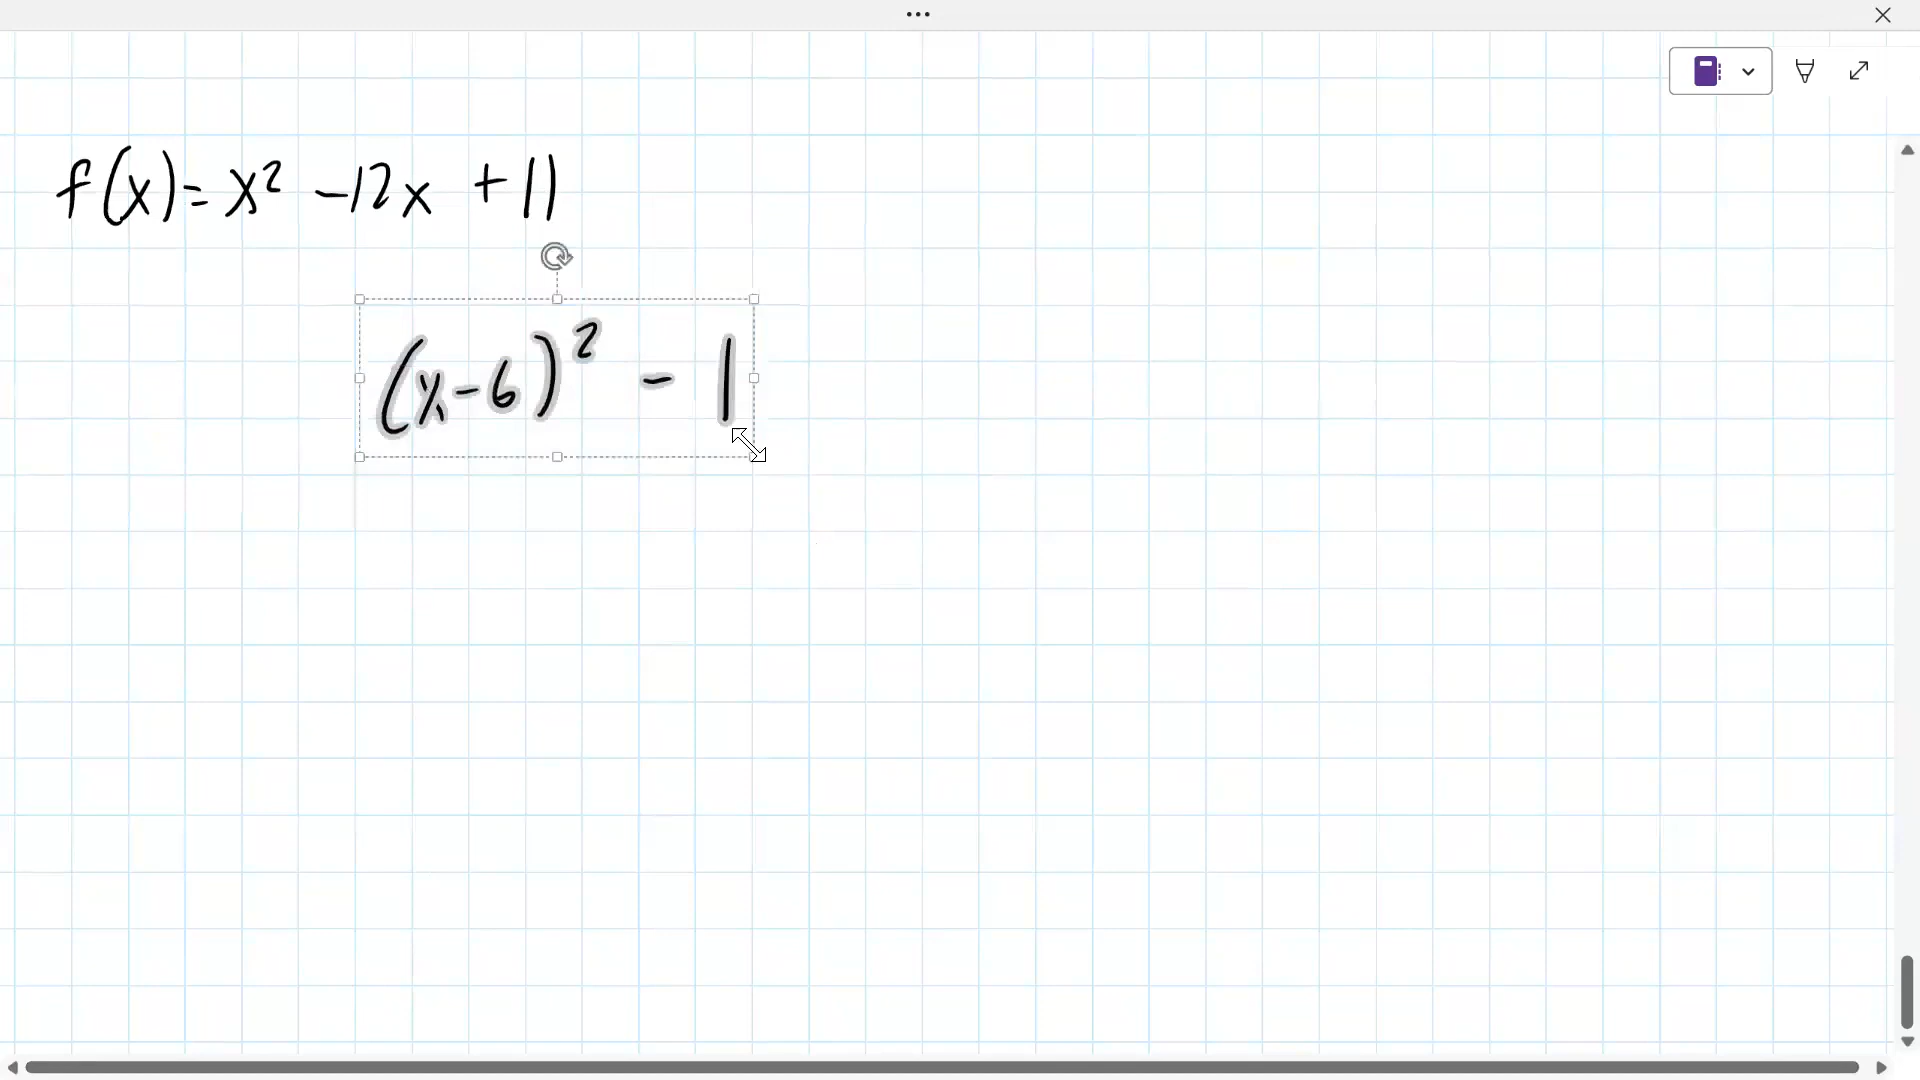 f(x)= x² -12x +11
(x-6)² - 1